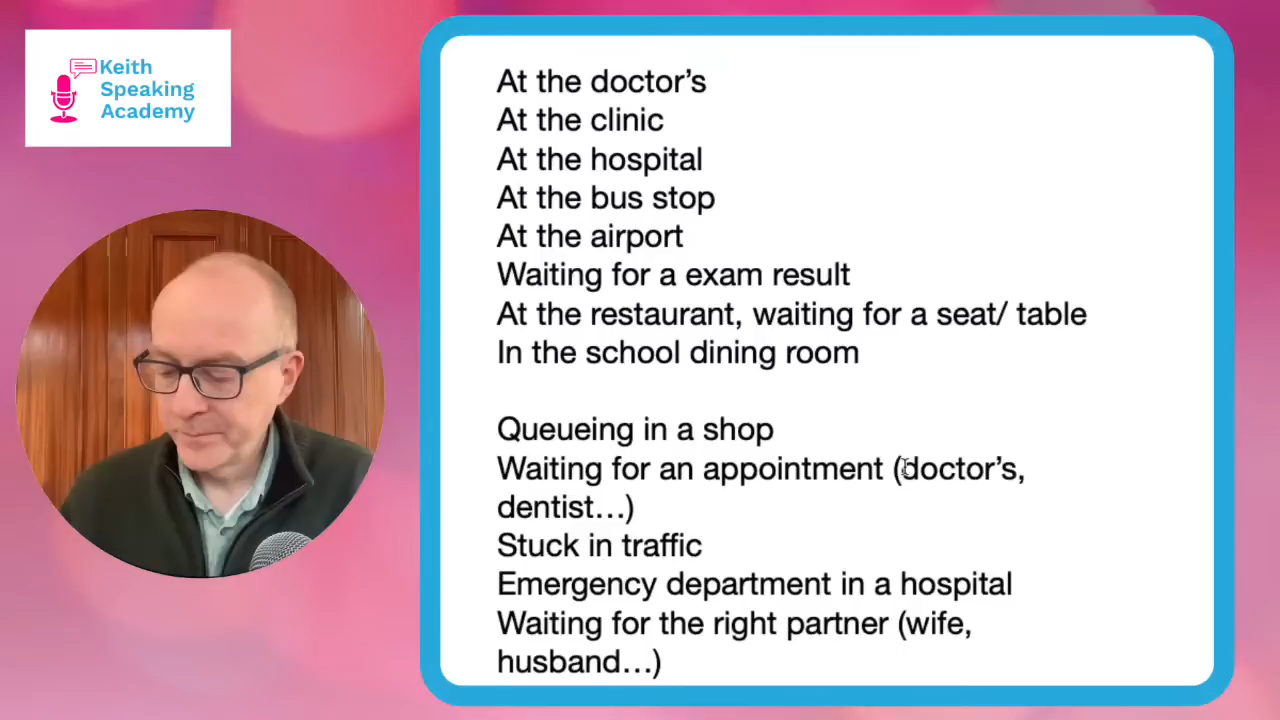 Keith
Speaking
Academy
At the doctor’s
At the clinic
At the hospital
At the bus stop
At the airport
Waiting for a exam result
At the restaurant, waiting for a seat/ table
In the school dining room
Queueing in a shop
Waiting for an appointment (doctor’s,
dentist…)
Stuck in traffic
Emergency department in a hospital
Waiting for the right partner (wife,
husband…)